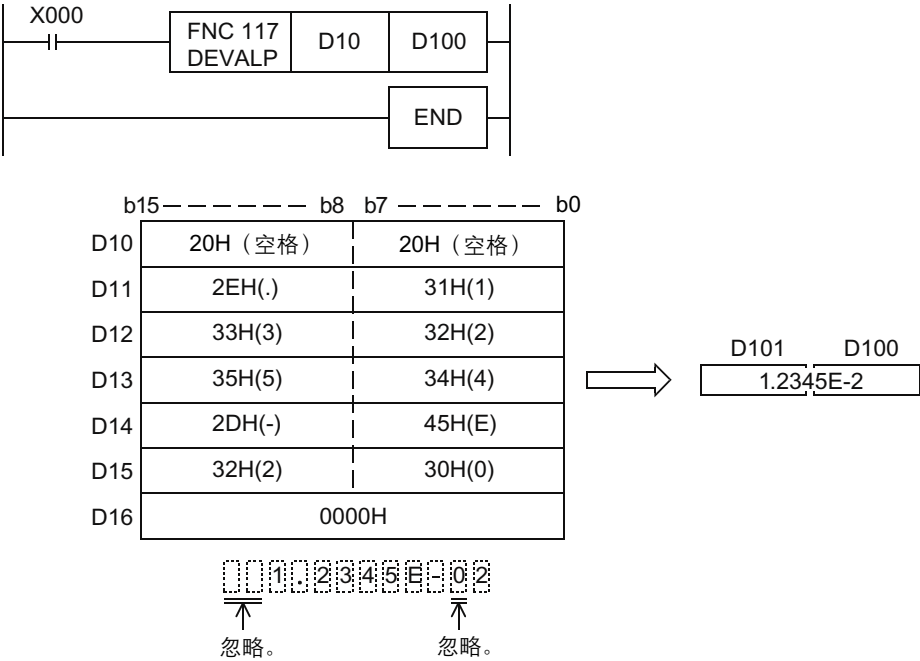 X000
FNC 117
DEVALP D10 D100
END
b15 b8 b7 b0
D10 20H（空格） 20H（空格）
D11 2EH(.) 31H(1)
D12 33H(3) 32H(2)
D13 35H(5) 34H(4)
D14 2DH(-) 45H(E)
D15 32H(2) 30H(0)
D16 0000H
D101 D100
1.2345E-2
1.2345E-02
忽略。 忽略。